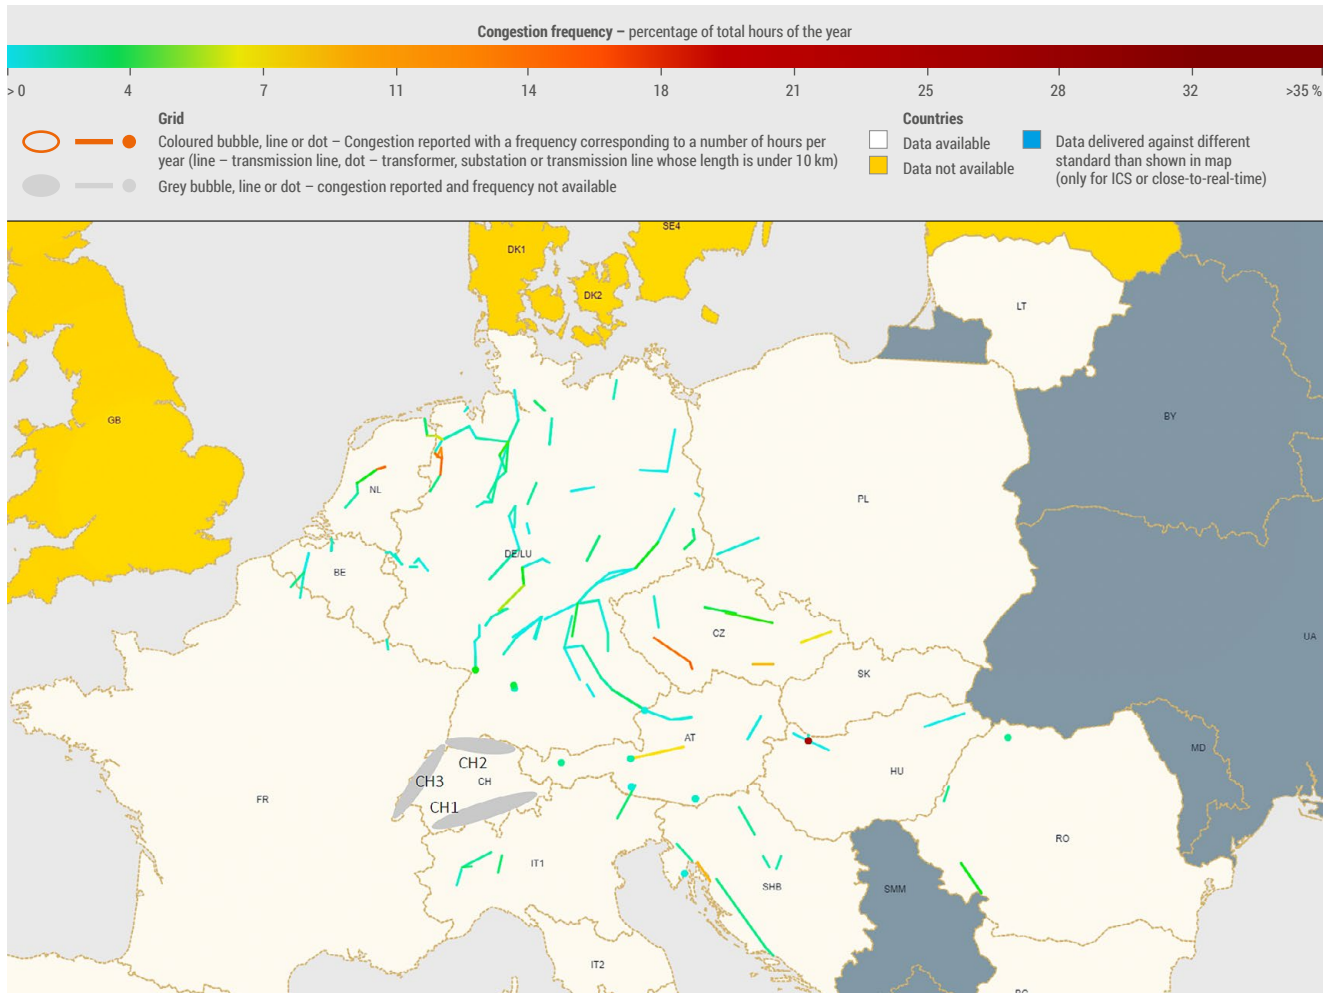 Congestion frequency – percentage of total hours of the year
> 0 4 7 11 14 18 21 25 28 32 >35 %
Grid
Coloured bubble, line or dot – Congestion reported with a frequency corresponding to a number of hours per
year (line – transmission line, dot – transformer, substation or transmission line whose length is under 10 km)
Grey bubble, line or dot – congestion reported and frequency not available
Countries
Data available
Data not available
Data delivered against different
standard than shown in map
(only for ICS or close-to-real-time)
SE4
DK1
DK2
LT
GB
BY
NL
PL
DE/LU
BE
CZ
UA
SK
AT
MD
CH2
HU
CH3
CH
FR
CH1
RO
IT1
SHB
SMM
IT2